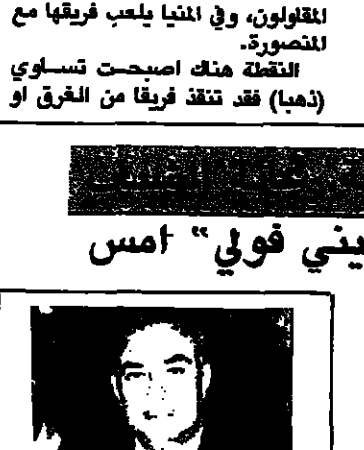 المقاولون، وفي المنيا يلعب فريقها مع
المنصورة.
النقطة هناك اصبحت تساوي
(ذهبا) فقد تنقذ فريقا من الغرق او
يني فولي" امس